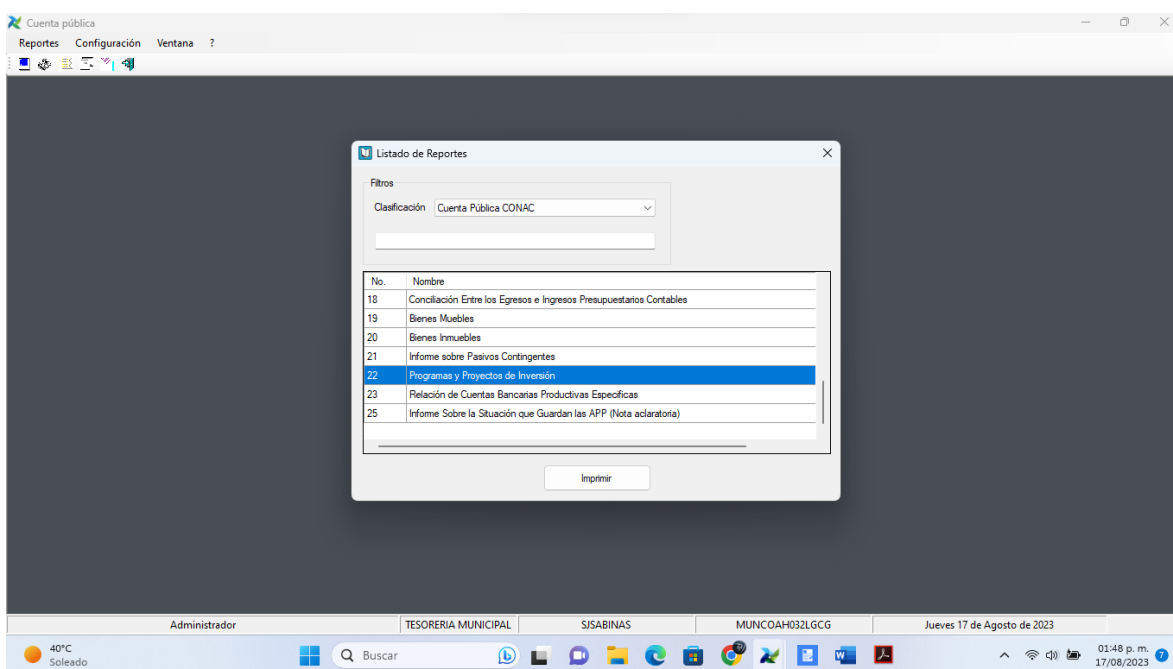 Cuenta pública
Reportes Configuración Ventana ?
Listado de Reportes
Filtros
Clasificación Cuenta Pública CONAC
No. Nombre
18 Conciliación Entre los Egresos e Ingresos Presupuestarios Contables
19 Bienes Muebles
20 Bienes Inmuebles
21 Informe sobre Pasivos Contingentes
22 Programas y Proyectos de Inversión
23 Relación de Cuentas Bancarias Productivas Especificas
25 Informe Sobre la Situación que Guardan las APP (Nota aclaratoria)
Imprimir
Administrador TESORERIA MUNICIPAL SJSABINAS MUNCOAH032LGCG Jueves 17 de Agosto de 2023
40°C
Soleado
Buscar
01:48 p. m.
17/08/2023
7